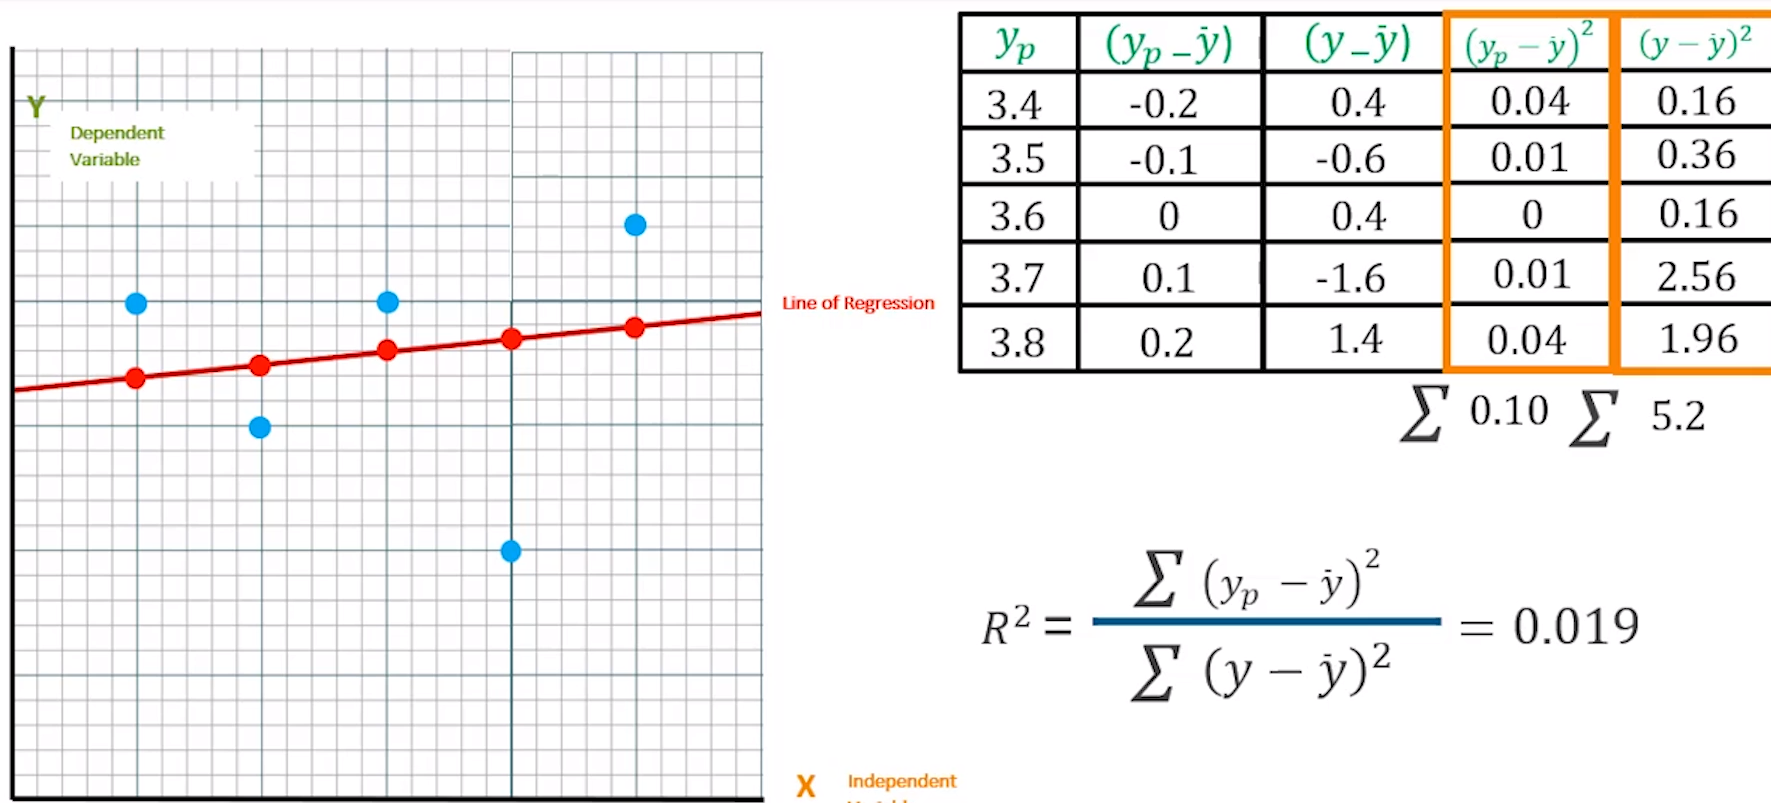 Y
Dependent
Variable
Line of Regression
X
Independent
yₚ (yₚ – ȳ) (y – ȳ) (yₚ – ȳ)² (y – ȳ)²
3.4 -0.2 0.4 0.04 0.16
3.5 -0.1 -0.6 0.01 0.36
3.6 0 0.4 0 0.16
3.7 0.1 -1.6 0.01 2.56
3.8 0.2 1.4 0.04 1.96
∑ 0.10 ∑ 5.2
∑ (yₚ – ȳ)²
R² = = 0.019
∑ (y – ȳ)²